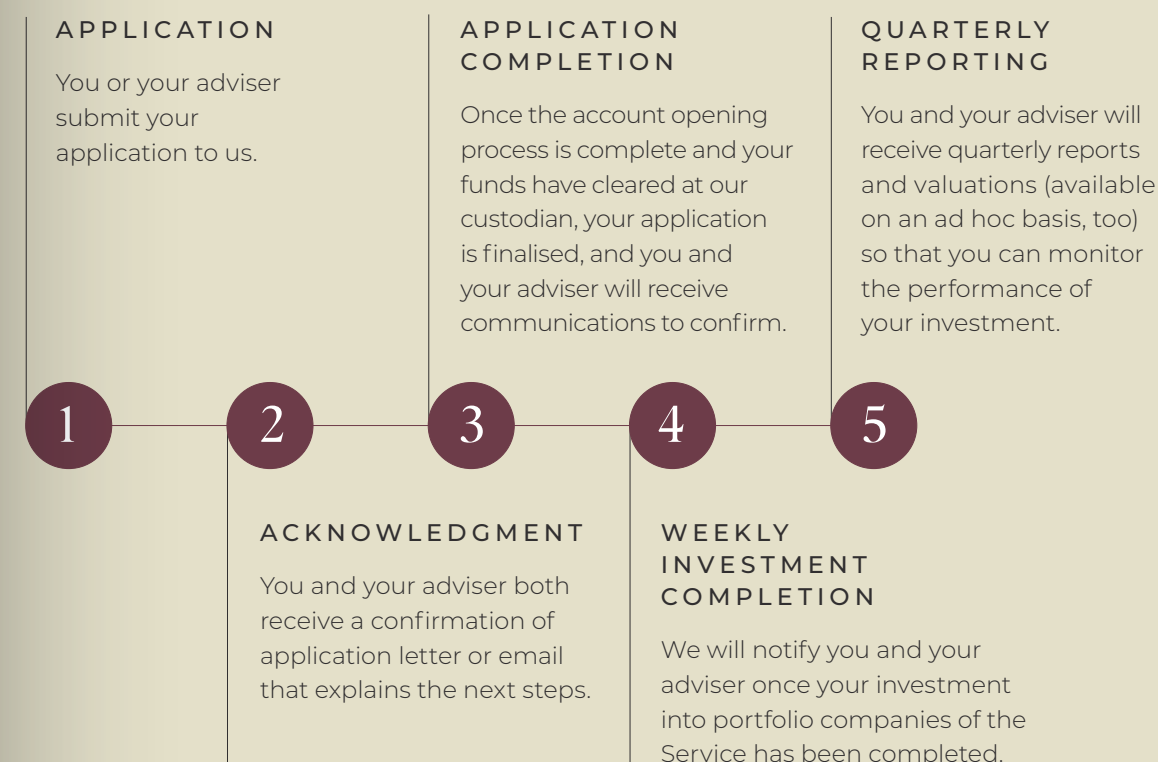 APPLICATION
You or your adviser
submit your
application to us.
APPLICATION
COMPLETION
Once the account opening
process is complete and your
funds have cleared at our
custodian, your application
is finalised, and you and
your adviser will receive
communications to confirm.
QUARTERLY
REPORTING
You and your adviser will
receive quarterly reports
and valuations (available
on an ad hoc basis, too)
so that you can monitor
the performance of
your investment.
1
2
3
4
5
ACKNOWLEDGMENT
You and your adviser both
receive a confirmation of
application letter or email
that explains the next steps.
WEEKLY
INVESTMENT
COMPLETION
We will notify you and your
adviser once your investment
into portfolio companies of the
Service has been completed.